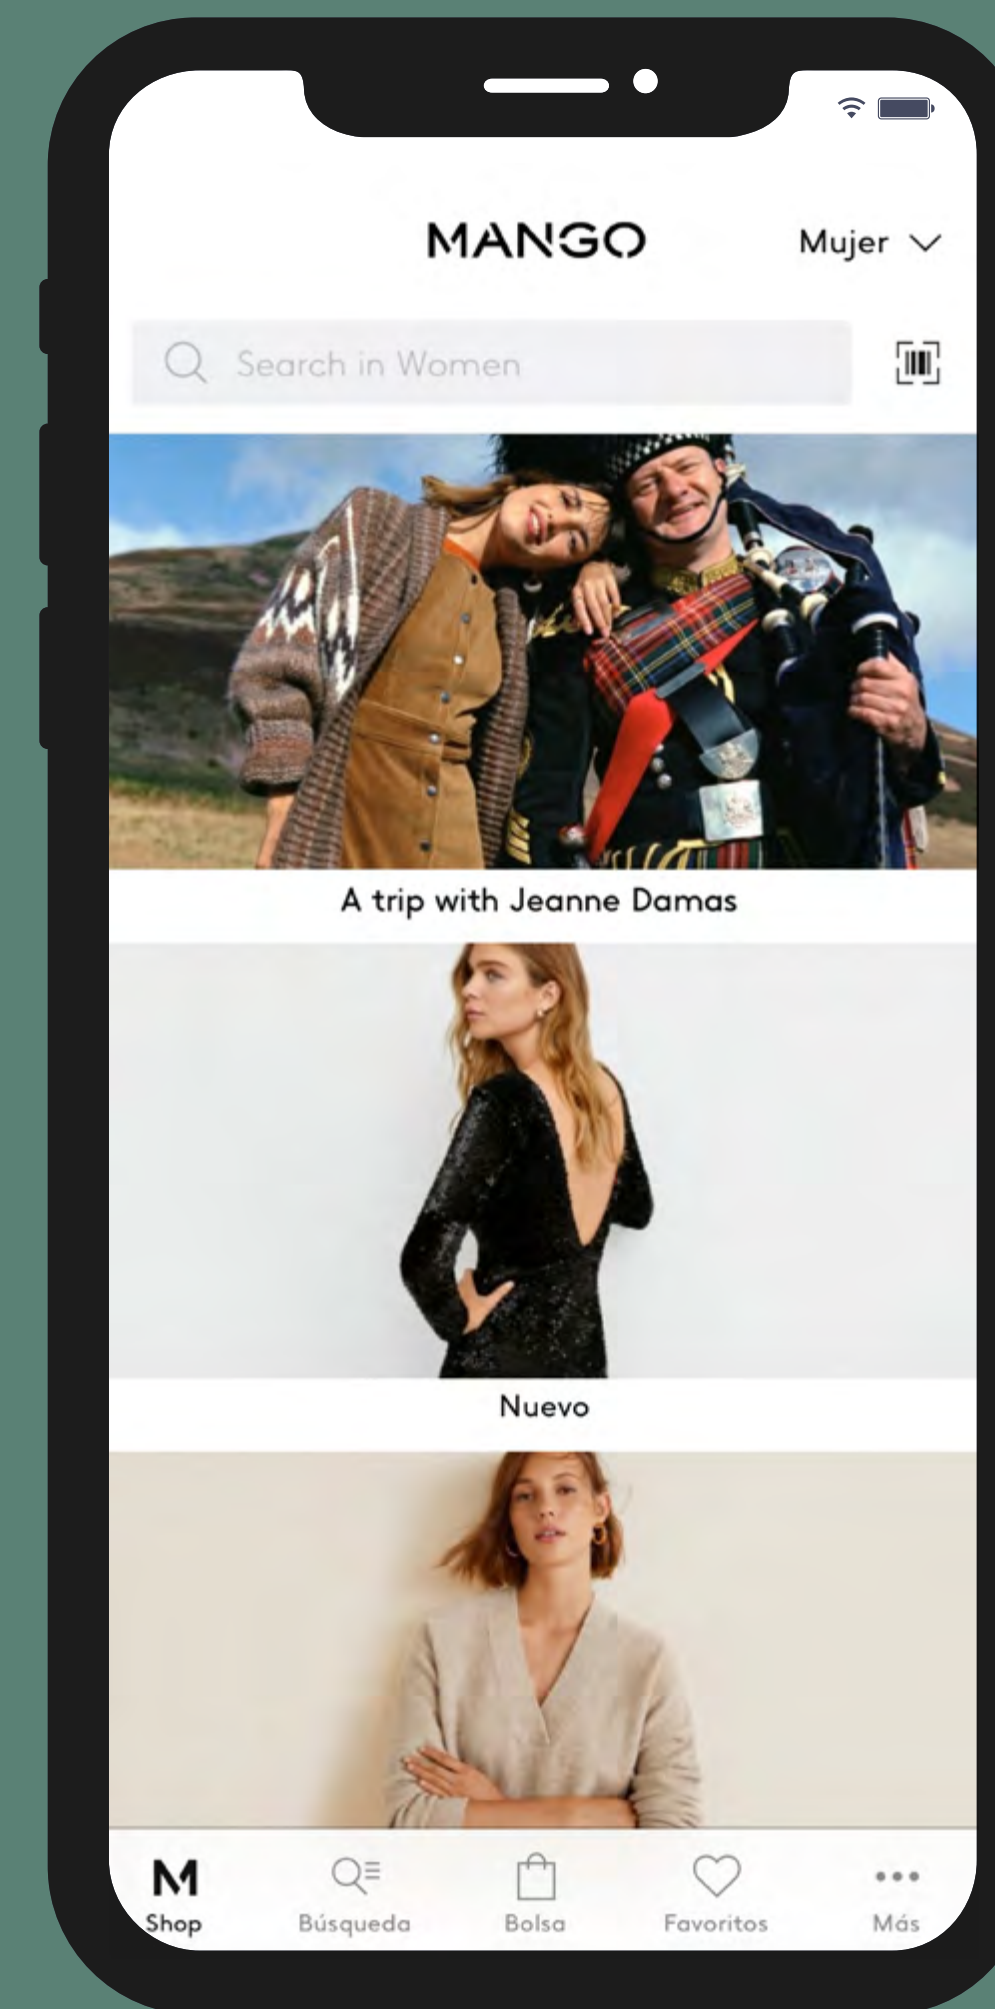 MANGO
Mujer
Search in Women
A trip with Jeanne Damas
Nuevo
Shop
Búsqueda
Bolsa
Favoritos
Más